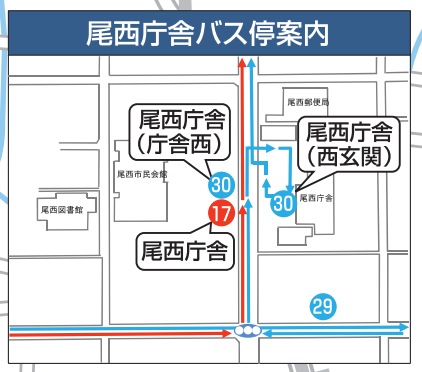 尾西庁舎バス停案内
尾西郵便局
尾西庁舎
（庁舎西）
尾西庁舎
（西玄関）
尾西市民会館
30
尾西庁舎
30
尾西図書館
17
尾西庁舎
29